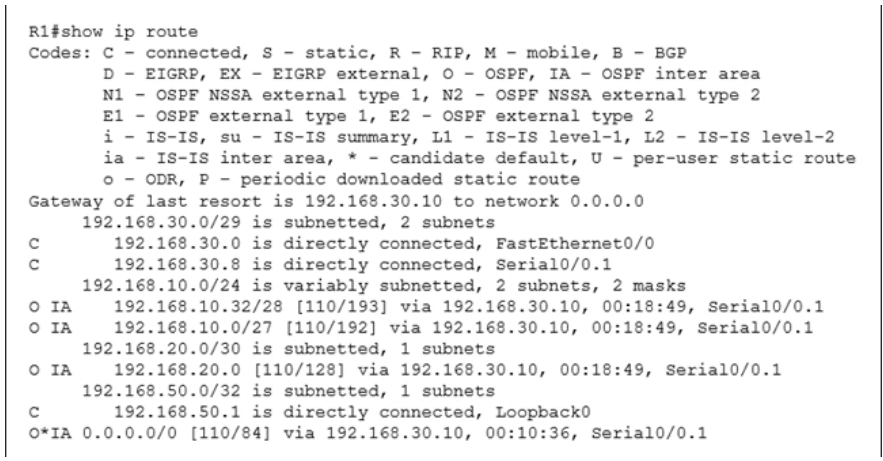 R1#show ip route
Codes: C - connected, S - static, R - RIP, M - mobile, B - BGP
D - EIGRP, EX - EIGRP external, O - OSPF, IA - OSPF inter area
N1 - OSPF NSSA external type 1, N2 - OSPF NSSA external type 2
E1 - OSPF external type 1, E2 - OSPF external type 2
i - IS-IS, su - IS-IS summary, L1 - IS-IS level-1, L2 - IS-IS level-2
ia - IS-IS inter area, * - candidate default, U - per-user static route
o - ODR, P - periodic downloaded static route
Gateway of last resort is 192.168.30.10 to network 0.0.0.0
192.168.30.0/29 is subnetted, 2 subnets
C 192.168.30.0 is directly connected, FastEthernet0/0
C 192.168.30.8 is directly connected, Serial0/0.1
192.168.10.0/24 is variably subnetted, 2 subnets, 2 masks
O IA 192.168.10.32/28 [110/193] via 192.168.30.10, 00:18:49, Serial0/0.1
O IA 192.168.10.0/27 [110/192] via 192.168.30.10, 00:18:49, Serial0/0.1
192.168.20.0/30 is subnetted, 1 subnets
O IA 192.168.20.0 [110/128] via 192.168.30.10, 00:18:49, Serial0/0.1
192.168.50.0/32 is subnetted, 1 subnets
C 192.168.50.1 is directly connected, Loopback0
O*IA 0.0.0.0/0 [110/84] via 192.168.30.10, 00:10:36, Serial0/0.1